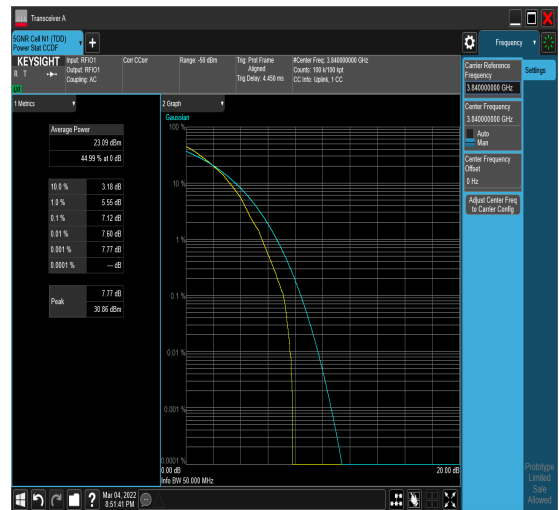 Transceiver A
5GNR Cell N1 (TDD)
Power Stat CCDF
Frequency
KEYSIGHT
R T
Input: RFIO1
Output: RFIO1
Coupling: AC
Corr CCorr
Range: -50 dBm
Trig: Prot Frame
Aligned
Trig Delay: 4.450 ms
#Center Freq: 3.840000000 GHz
Counts: 100 k/100 kpt
CC Info: Uplink, 1 CC
1 Metrics
Average Power
23.09 dBm
44.99 % at 0 dB
10.0 % 3.18 dB
1.0 % 5.55 dB
0.1 % 7.12 dB
0.01 % 7.60 dB
0.001 % 7.77 dB
0.0001 % --- dB
Peak
7.77 dB
30.86 dBm
2 Graph
Gaussian
100 %
10 %
1 %
0.1 %
0.01 %
0.001 %
0.0001 %
0.00 dB 20.00 dB
Info BW 50.000 MHz
Carrier Reference
Frequency
3.840000000 GHz
Center Frequency
3.840000000 GHz
Auto
Man
Center Frequency
Offset
0 Hz
Adjust Center Freq
to Carrier Config
Settings
Prototype
Limited
Sale
Allowed
Mar 04, 2022
8:51:41 PM